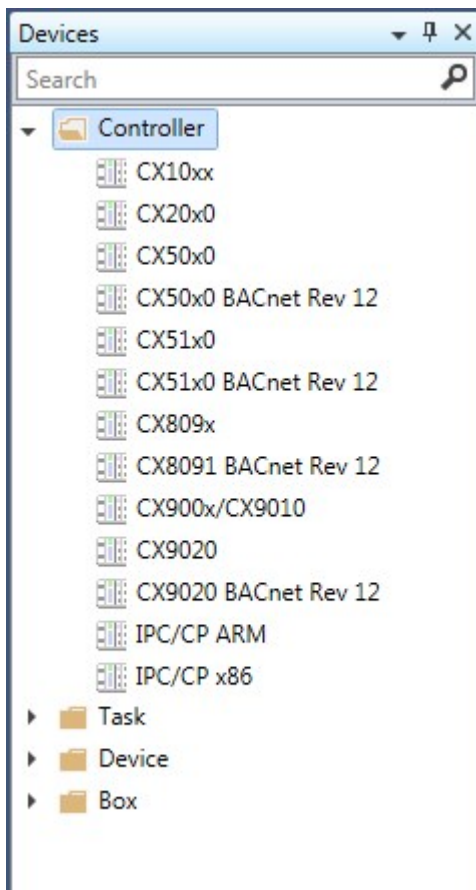 Devices
Search
Controller
CX10xx
CX20x0
CX50x0
CX50x0 BACnet Rev 12
CX51x0
CX51x0 BACnet Rev 12
CX809x
CX8091 BACnet Rev 12
CX900x/CX9010
CX9020
CX9020 BACnet Rev 12
IPC/CP ARM
IPC/CP x86
Task
Device
Box